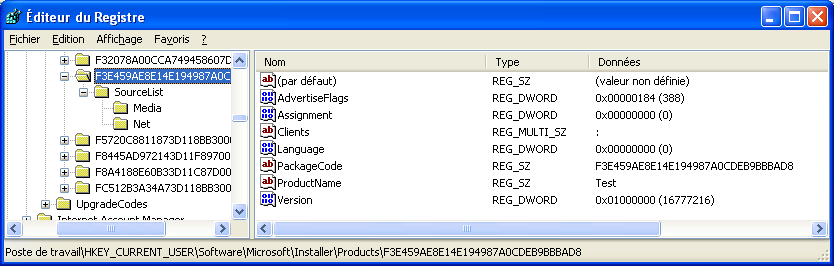 Éditeur du Registre
Fichier Edition Affichage Favoris ?
F32078A00CCA749458607D
F3E459AE8E14E194987A0C
SourceList
Media
Net
F5720C8811873D118BB300
F8445AD972143D11F89700
F8A4188E60B33D11C87D00
FC512B3A34A73D118BB300
UpgradeCodes
Internet Account Manager
Nom Type Données
(par défaut) REG_SZ (valeur non définie)
AdvertiseFlags REG_DWORD 0x00000184 (388)
Assignment REG_DWORD 0x00000000 (0)
Clients REG_MULTI_SZ :
Language REG_DWORD 0x00000000 (0)
PackageCode REG_SZ F3E459AE8E14E194987A0CDEB9BBBAD8
ProductName REG_SZ Test
Version REG_DWORD 0x01000000 (16777216)
Poste de travail\HKEY_CURRENT_USER\Software\Microsoft\Installer\Products\F3E459AE8E14E194987A0CDEB9BBBAD8